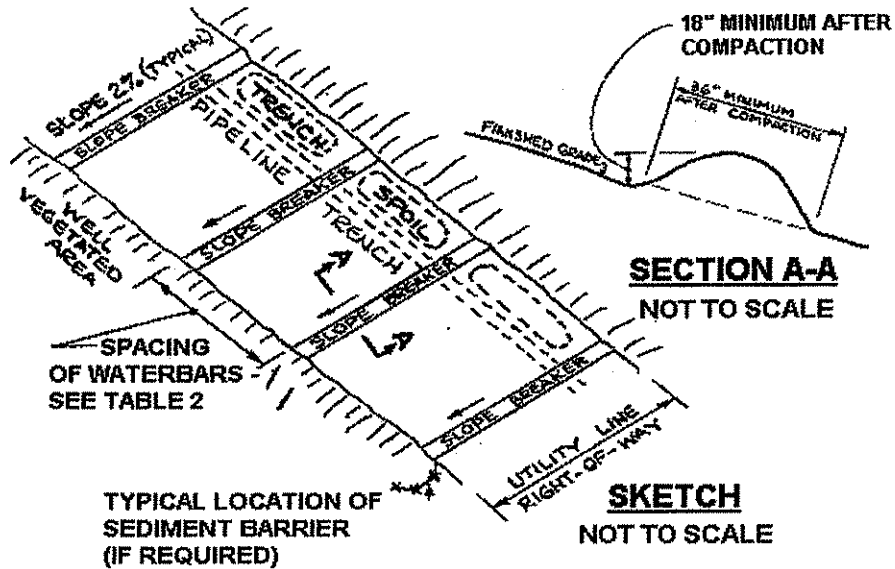 18" MINIMUM AFTER
COMPACTION
36" MINIMUM
AFTER COMPACTION
FINISHED GRADE
SECTION A-A
NOT TO SCALE
SLOPE 2% (TYPICAL)
SLOPE BREAKER
TRENCH
PIPELINE
SLOPE BREAKER
SPOIL
TRENCH
WELL
VEGETATED
AREA
A
SLOPE BREAKER
A
SLOPE BREAKER
SPACING
OF WATERBARS -
SEE TABLE 2
UTILITY LINE
RIGHT-OF-WAY
TYPICAL LOCATION OF
SEDIMENT BARRIER
(IF REQUIRED)
SKETCH
NOT TO SCALE